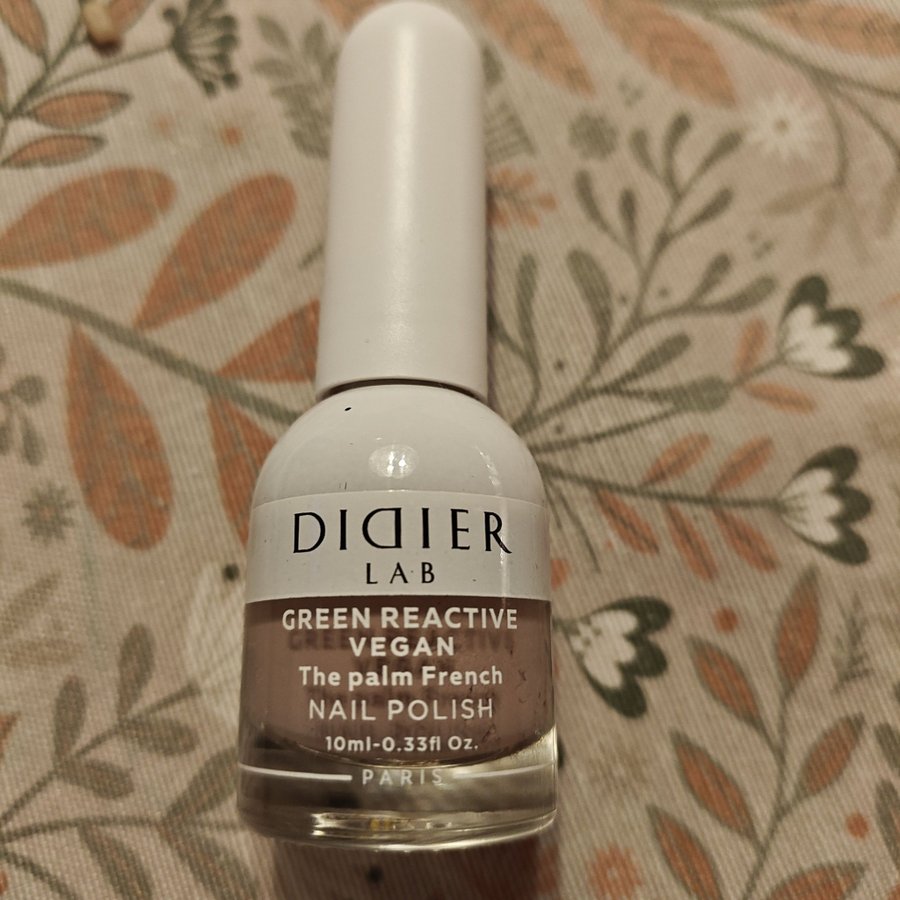 DIDIER
LAB
GREEN REACTIVE
VEGAN
The palm French
NAIL POLISH
10ml-0.33fl Oz.
PARIS